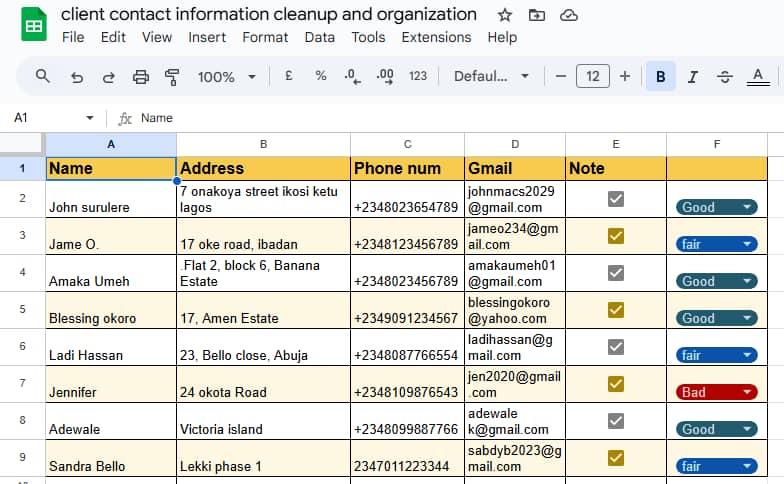 client contact information cleanup and organization
File Edit View Insert Format Data Tools Extensions Help
100% £ % .0 .00 123 Defaul... 12 B I S A
A1 fx Name
A B C D E F
1 Name Address Phone num Gmail Note
2 John surulere 7 onakoya street ikosi ketu
lagos +2348023654789 johnmacs2029
@gmail.com Good
3 Jame O. 17 oke road, ibadan +2348123456789 jameo234@gm
ail.com fair
4 Amaka Umeh .Flat 2, block 6, Banana
Estate +2348023456789 amakaumeh01
@gmail.com Good
5 Blessing okoro 17, Amen Estate +2349091234567 blessingokoro
@yahoo.com Good
6 Ladi Hassan 23, Bello close, Abuja +2348087766554 ladihassan@g
mail.com fair
7 Jennifer 24 okota Road +2348109876543 jen2020@gmail
.com Bad
8 Adewale Victoria island +2348099887766 adewale
k@gmail.com Good
9 Sandra Bello Lekki phase 1 2347011223344 sabdyb2023@g
mail.com fair